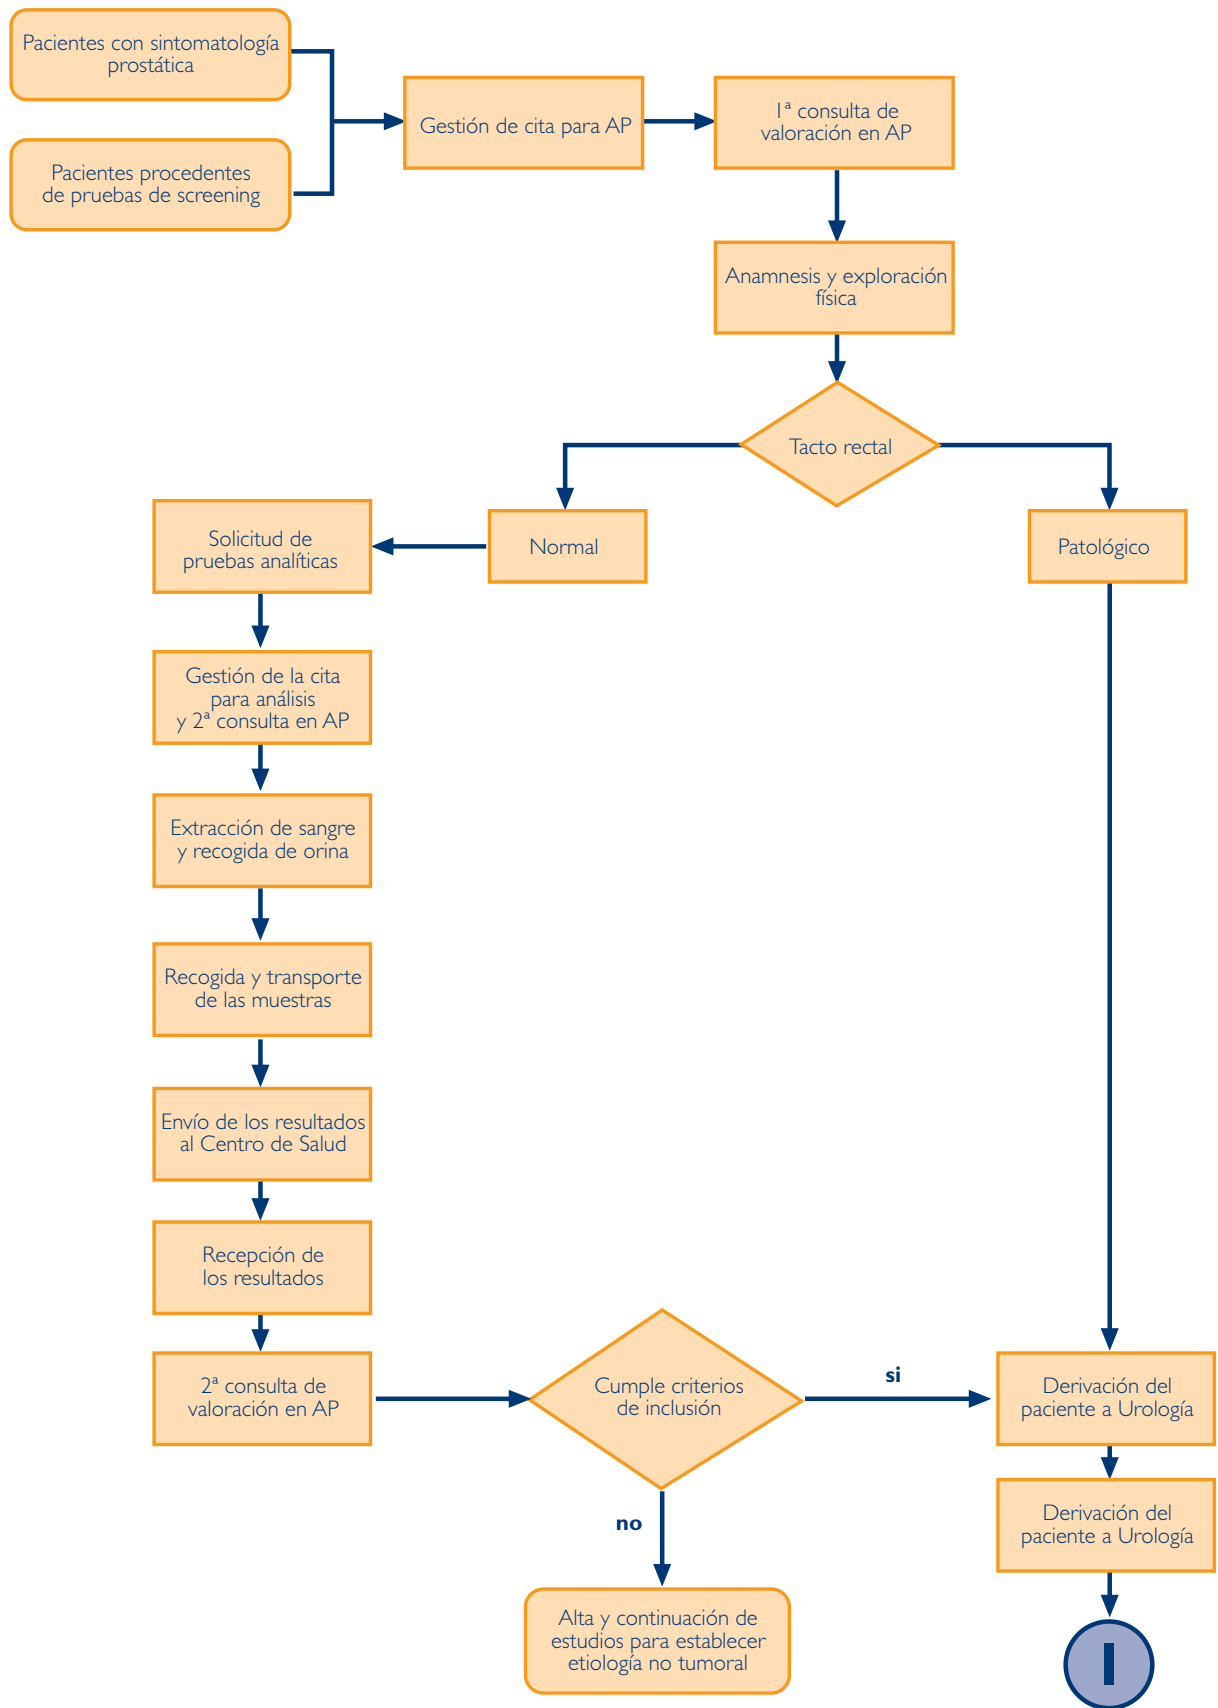 Pacientes con sintomatología
prostática
Pacientes procedentes
de pruebas de screening
Gestión de cita para AP
1ª consulta de
valoración en AP
Anamnesis y exploración
física
Tacto rectal
Normal
Patológico
Solicitud de
pruebas analíticas
Gestión de la cita
para análisis
y 2ª consulta en AP
Extracción de sangre
y recogida de orina
Recogida y transporte
de las muestras
Envío de los resultados
al Centro de Salud
Recepción de
los resultados
2ª consulta de
valoración en AP
Cumple criterios
de inclusión
si
no
Derivación del
paciente a Urología
Derivación del
paciente a Urología
Alta y continuación de
estudios para establecer
etiología no tumoral
I